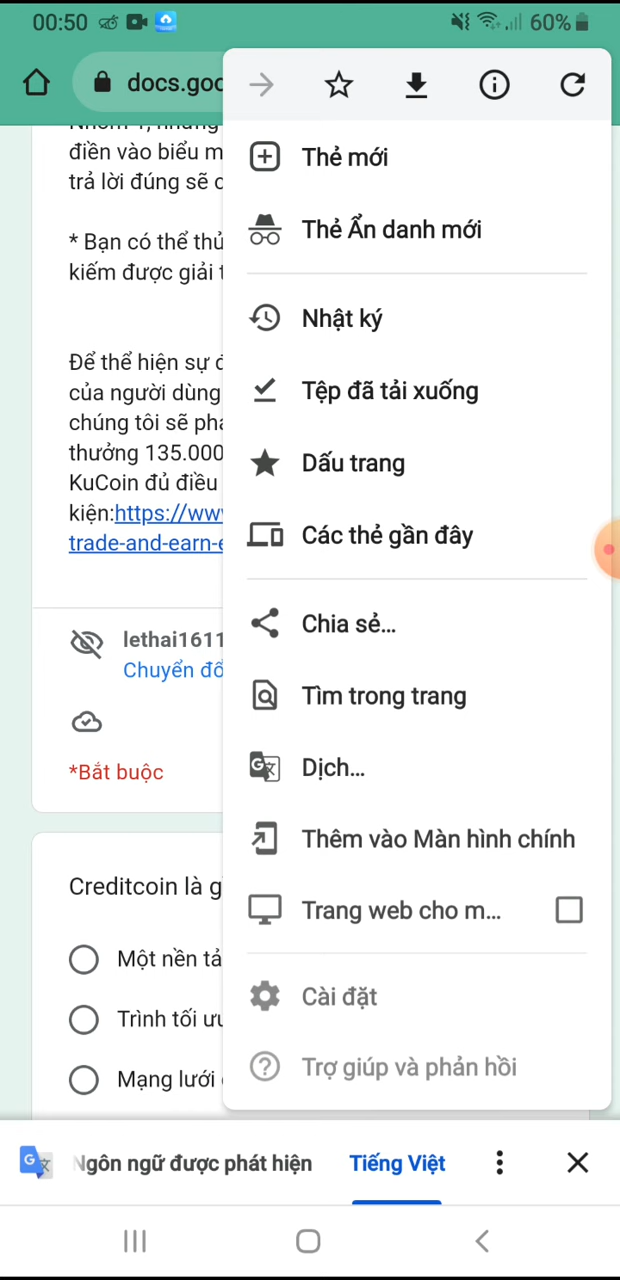 00:50
60%
docs.goo
điền vào biểu m
trả lời đúng sẽ
* Bạn có thể thủ
kiếm được giải
Để thể hiện sự
của người dùng
chúng tôi sẽ
thưởng 135.000
KuCoin đủ điều
kiện:https://www
trade-and-earn-e
lethai1611
Chuyển đổ
*Bắt buộc
Creditcoin là g
Một nền tả
Trình tối ưu
Mạng lưới
Thẻ mới
Thẻ Ẩn danh mới
Nhật ký
Tệp đã tải xuống
Dấu trang
Các thẻ gần đây
Chia sẻ...
Tìm trong trang
Dịch...
Thêm vào Màn hình chính
Trang web cho m...
Cài đặt
Trợ giúp và phản hồi
Ngôn ngữ được phát hiện
Tiếng Việt